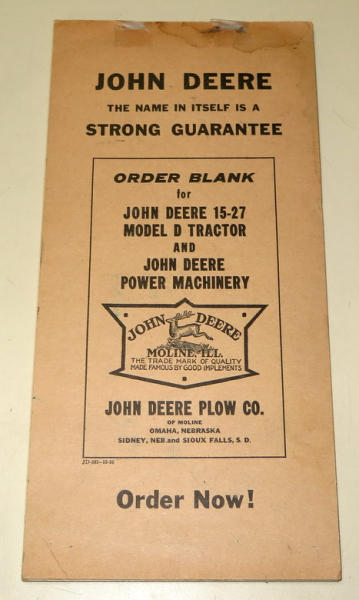 JOHN DEERE
THE NAME IN ITSELF IS A
STRONG GUARANTEE
ORDER BLANK
for
JOHN DEERE 15-27
MODEL D TRACTOR
AND
JOHN DEERE
POWER MACHINERY
JOHN DEERE
MOLINE, ILL.
THE TRADE MARK OF QUALITY
MADE FAMOUS BY GOOD IMPLEMENTS
JOHN DEERE PLOW CO.
OF MOLINE
OMAHA, NEBRASKA
SIDNEY, NEB. and SIOUX FALLS, S. D.
Order Now!